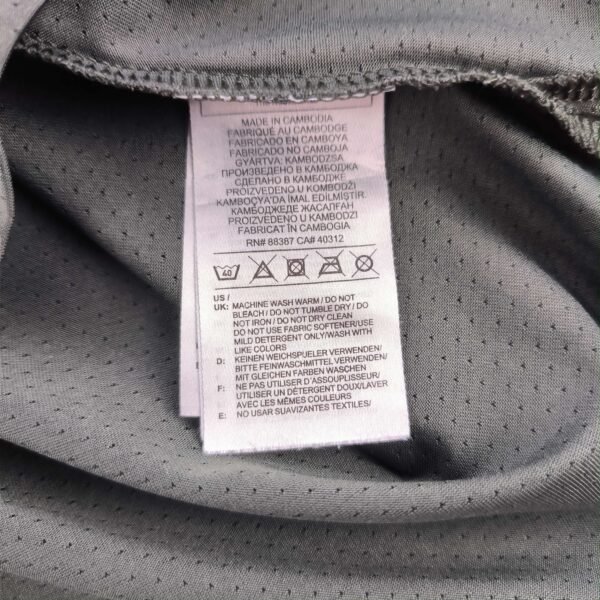 MADE IN CAMBODIA
FABRIQUÉ AU CAMBODGE
FABRICADO EN CAMBOYA
FABRICADO NO CAMBOJA
GYÁRTVA: KAMBODZSA
ПРОИЗВЕДЕНО В КАМБОДЖА
СДЕЛАНО В КАМБОДЖЕ
PROIZVEDENO U KOMBODŽI
KAMBOÇYA'DA İMAL EDİLMİŞTİR.
КАМБОДЖЕДЕ ЖАСАЛҒАН
PROIZVEDENO U KAMBODZI
FABRICAT ÎN CAMBOGIA
RN# 88387 CA# 40312
40
US /
UK: MACHINE WASH WARM / DO NOT
BLEACH / DO NOT TUMBLE DRY / DO
NOT IRON / DO NOT DRY CLEAN
DO NOT USE FABRIC SOFTENER/USE
MILD DETERGENT ONLY/WASH WITH
LIKE COLORS
D: KEINEN WEICHSPUELER VERWENDEN/
BITTE FEINWASCHMITTEL VERWENDEN/
MIT GLEICHEN FARBEN WASCHEN
F: NE PAS UTILISER D'ASSOUPLISSEUR/
UTILISER UN DÉTERGENT DOUX/LAVER
AVEC LES MÊMES COULEURS
E: NO USAR SUAVIZANTES TEXTILES/